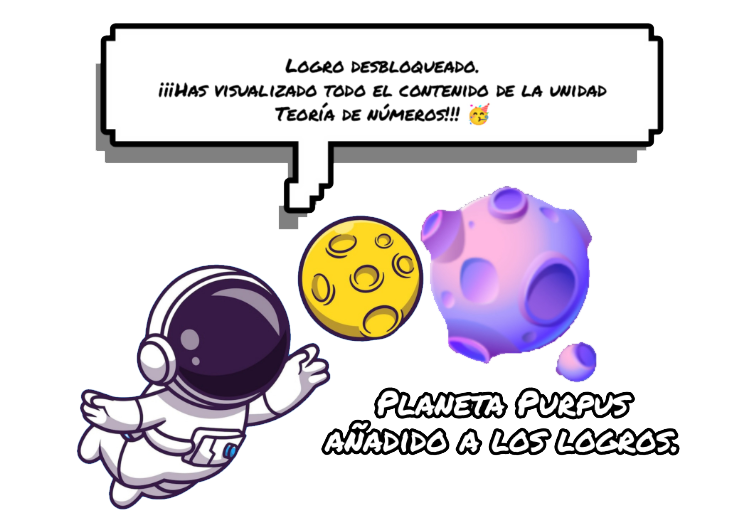 Logro desbloqueado.
¡¡¡Has visualizado todo el contenido de la unidad
Teoría de números!!! 🥳
Planeta Purpus
añadido a los logros.